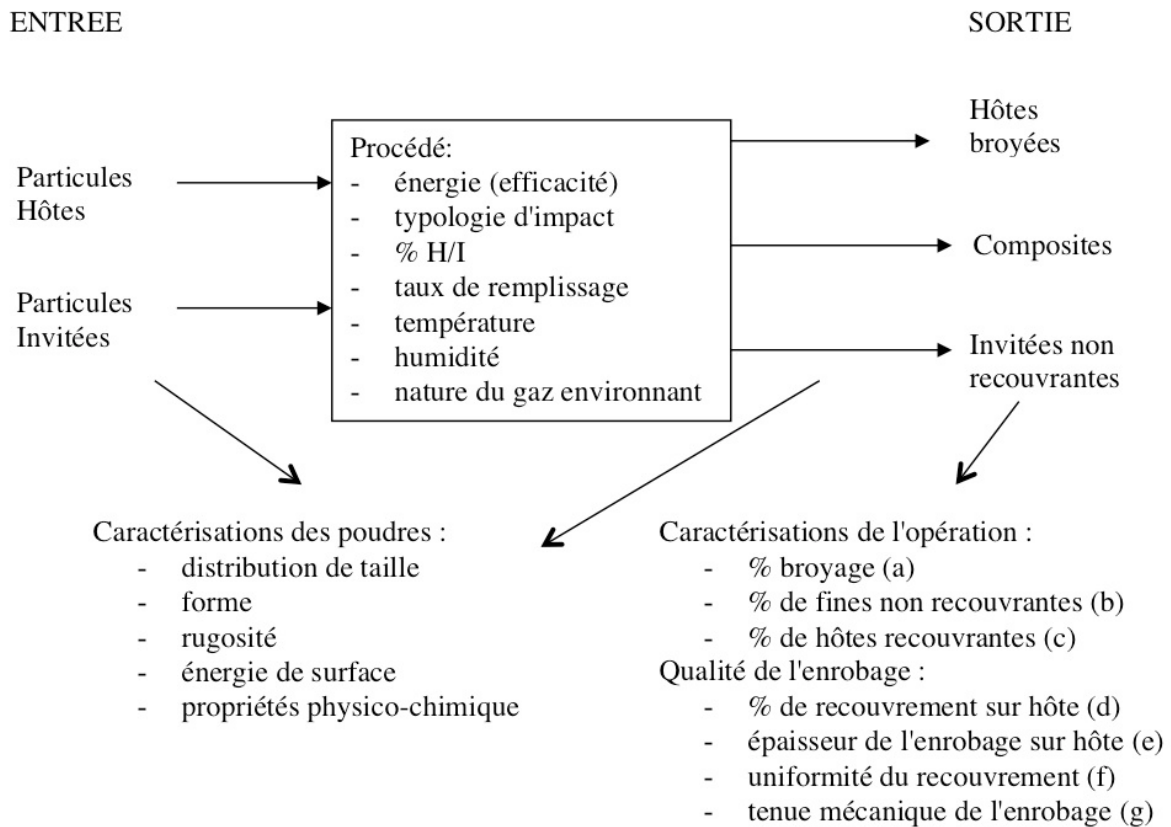 ENTREE
SORTIE
Particules
Hôtes
Particules
Invitées
Procédé:
- énergie (efficacité)
- typologie d'impact
- % H/I
- taux de remplissage
- température
- humidité
- nature du gaz environnant
Hôtes
broyées
Composites
Invitées non
recouvrantes
Caractérisations des poudres :
- distribution de taille
- forme
- rugosité
- énergie de surface
- propriétés physico-chimique
Caractérisations de l'opération :
- % broyage (a)
- % de fines non recouvrantes (b)
- % de hôtes recouvrantes (c)
Qualité de l'enrobage :
- % de recouvrement sur hôte (d)
- épaisseur de l'enrobage sur hôte (e)
- uniformité du recouvrement (f)
- tenue mécanique de l'enrobage (g)